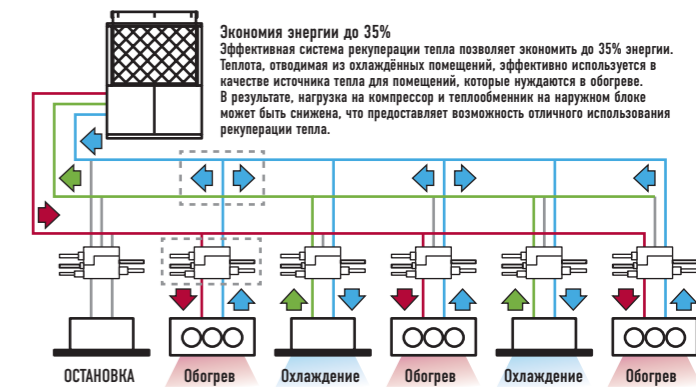 Экономия энергии до 35%
Эффективная система рекуперации тепла позволяет экономить до 35% энергии.
Теплота, отводимая из охлаждённых помещений, эффективно используется в
качестве источника тепла для помещений, которые нуждаются в обогреве.
В результате, нагрузка на компрессор и теплообменник на наружном блоке
может быть снижена, что предоставляет возможность отличного использования
рекуперации тепла.
ОСТАНОВКА Обогрев Охлаждение Обогрев Охлаждение Обогрев